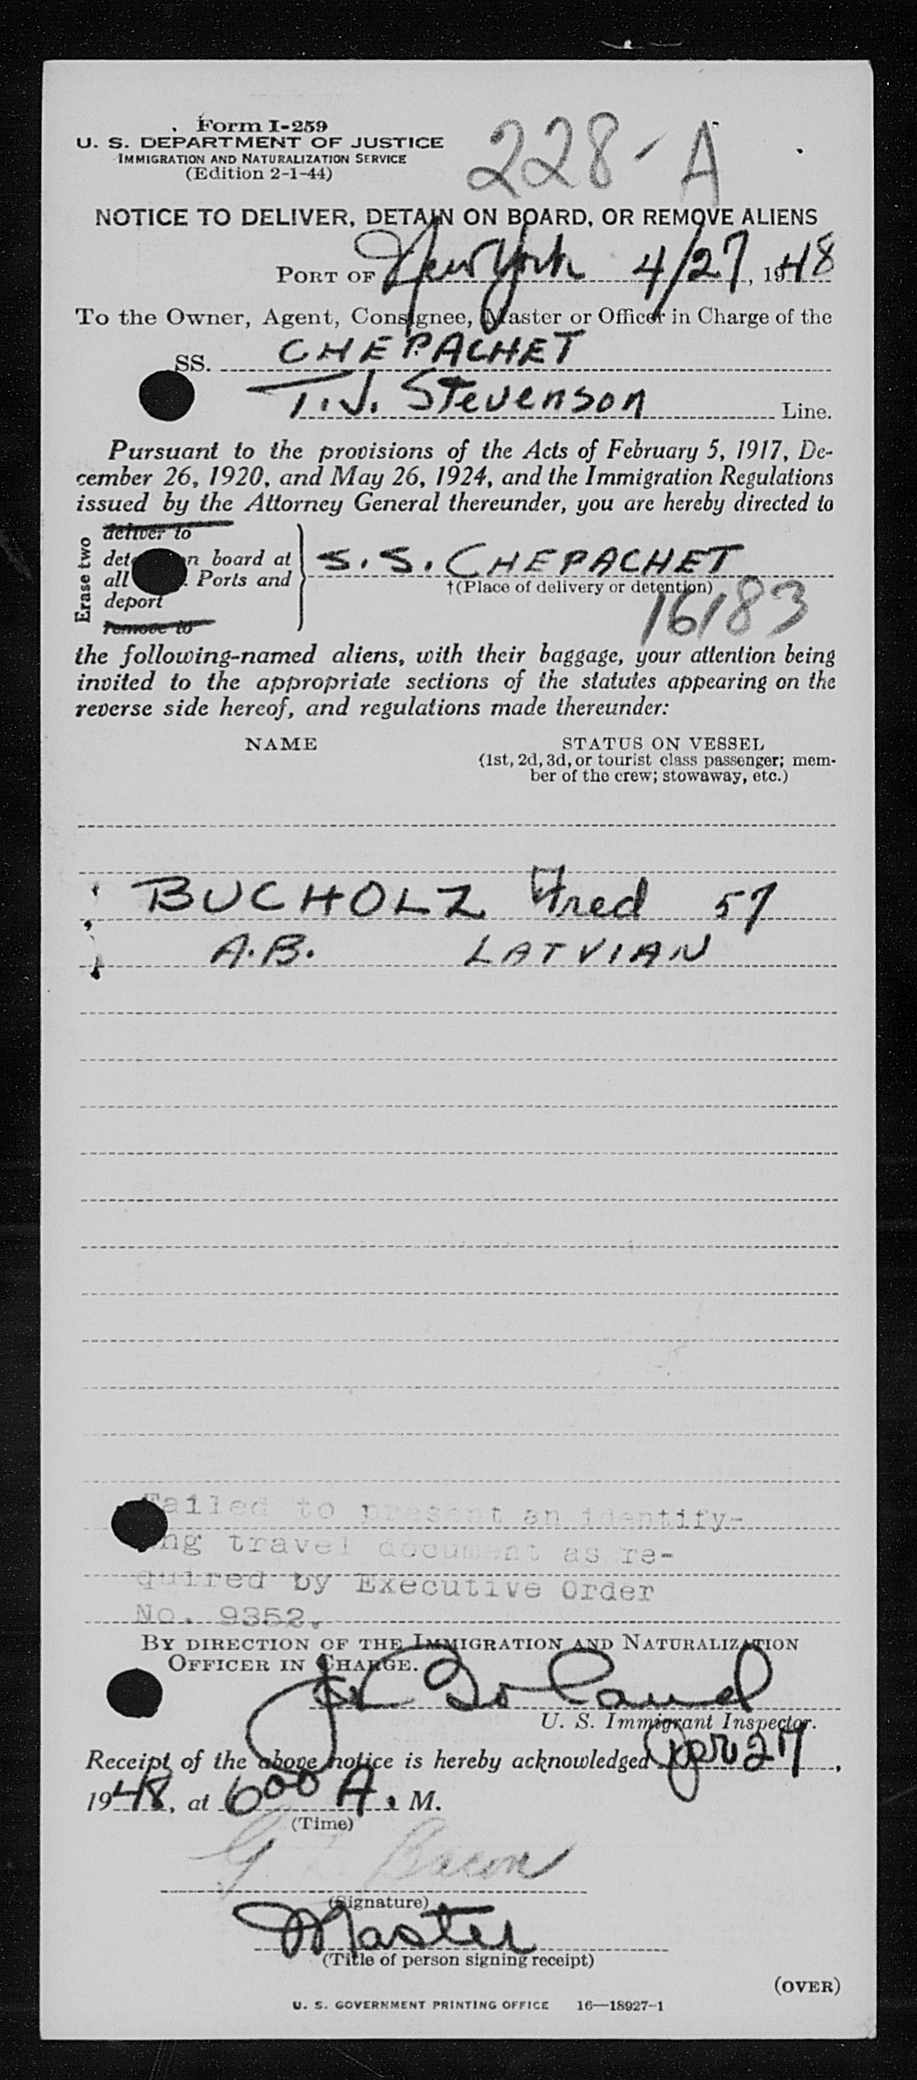 Form I-259
U. S. DEPARTMENT OF JUSTICE
IMMIGRATION AND NATURALIZATION SERVICE
(Edition 2-1-44)
228-A
NOTICE TO DELIVER, DETAIN ON BOARD, OR REMOVE ALIENS
PORT OF New York 4/27, 1948
To the Owner, Agent, Consignee, Master or Officer in Charge of the
SS. CHEPACHET
T.J. Stevenson Line.
Pursuant to the provisions of the Acts of February 5, 1917, De-
cember 26, 1920, and May 26, 1924, and the Immigration Regulations
issued by the Attorney General thereunder, you are hereby directed to
Erase two
deliver to
det n board at
all Ports and
deport
remove to
S.S. CHEPACHET
†(Place of delivery or detention)
16183
the following-named aliens, with their baggage, your attention being
invited to the appropriate sections of the statutes appearing on the
reverse side hereof, and regulations made thereunder:
NAME STATUS ON VESSEL
(1st, 2d, 3d, or tourist class passenger; mem-
ber of the crew; stowaway, etc.)
BUCHOLZ Fred 57
A.B. LATVIAN
Failed to present an identify-
ing travel document as re-
quired by Executive Order
No. 9352.
BY DIRECTION OF THE IMMIGRATION AND NATURALIZATION
OFFICER IN CHARGE.
U. S. Immigrant Inspector.
Receipt of the above notice is hereby acknowledged Apr 27,
1948, at 600 A. M.
(Time)
G L Bacon
(Signature)
Master
(Title of person signing receipt)
(OVER)
U. S. GOVERNMENT PRINTING OFFICE 16—18927-1